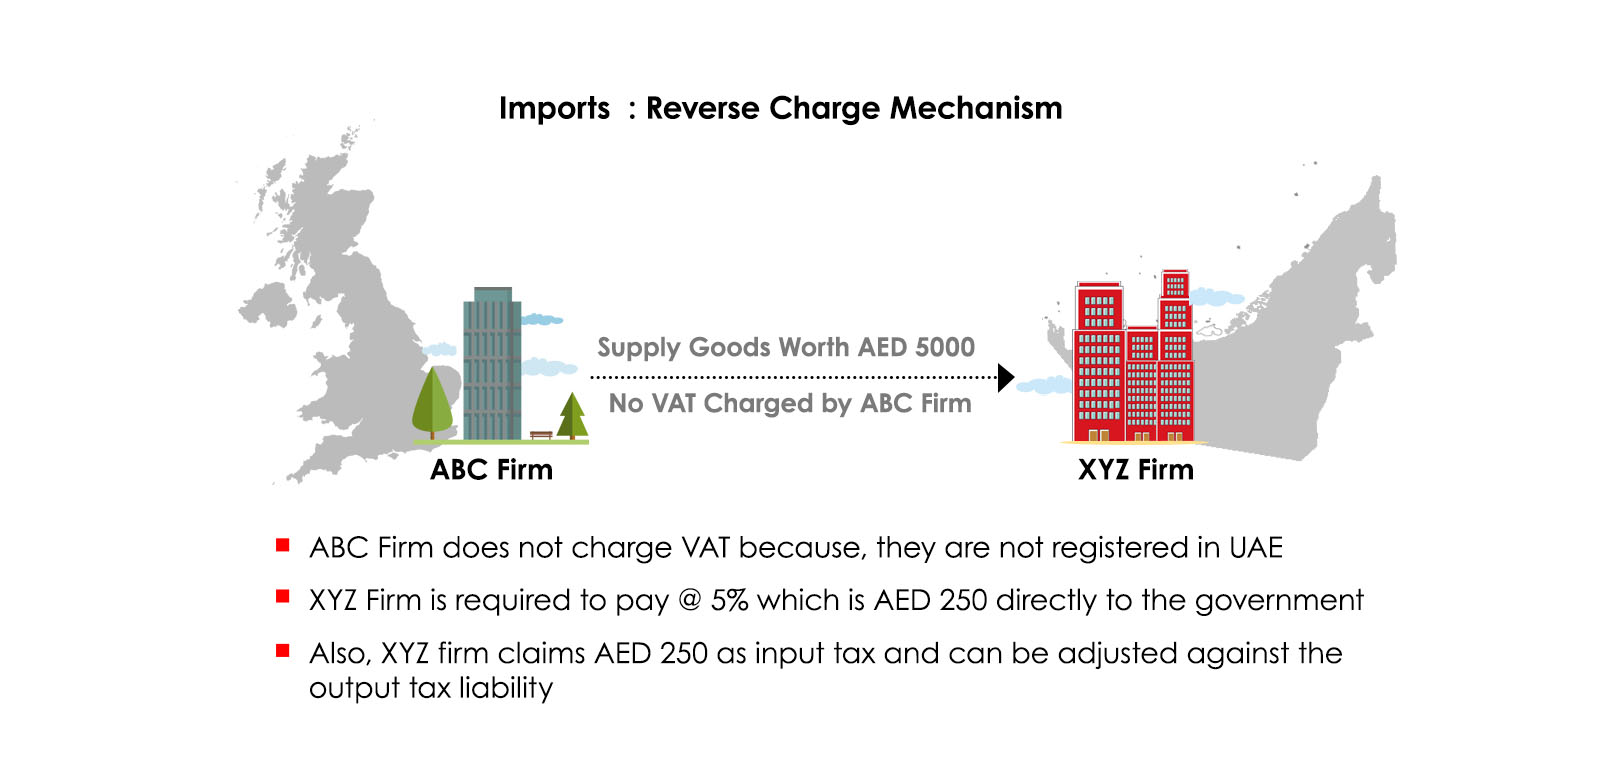 Imports  : Reverse Charge Mechanism
Supply Goods Worth AED 5000
No VAT Charged by ABC Firm
ABC Firm
XYZ Firm
ABC Firm does not charge VAT because, they are not registered in UAE
XYZ Firm is required to pay @ 5% which is AED 250 directly to the government
Also, XYZ firm claims AED 250 as input tax and can be adjusted against the
output tax liability